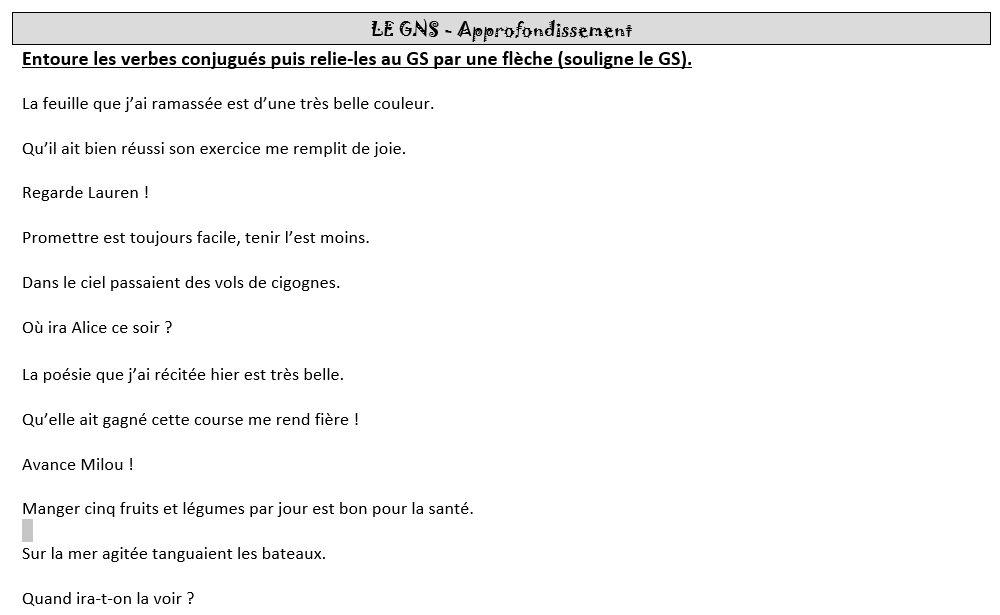 LE GNS - Approfondissement
Entoure les verbes conjugués puis relie-les au GS par une flèche (souligne le GS).
La feuille que j’ai ramassée est d’une très belle couleur.
Qu’il ait bien réussi son exercice me remplit de joie.
Regarde Lauren !
Promettre est toujours facile, tenir l’est moins.
Dans le ciel passaient des vols de cigognes.
Où ira Alice ce soir ?
La poésie que j’ai récitée hier est très belle.
Qu’elle ait gagné cette course me rend fière !
Avance Milou !
Manger cinq fruits et légumes par jour est bon pour la santé.
Sur la mer agitée tanguaient les bateaux.
Quand ira-t-on la voir ?